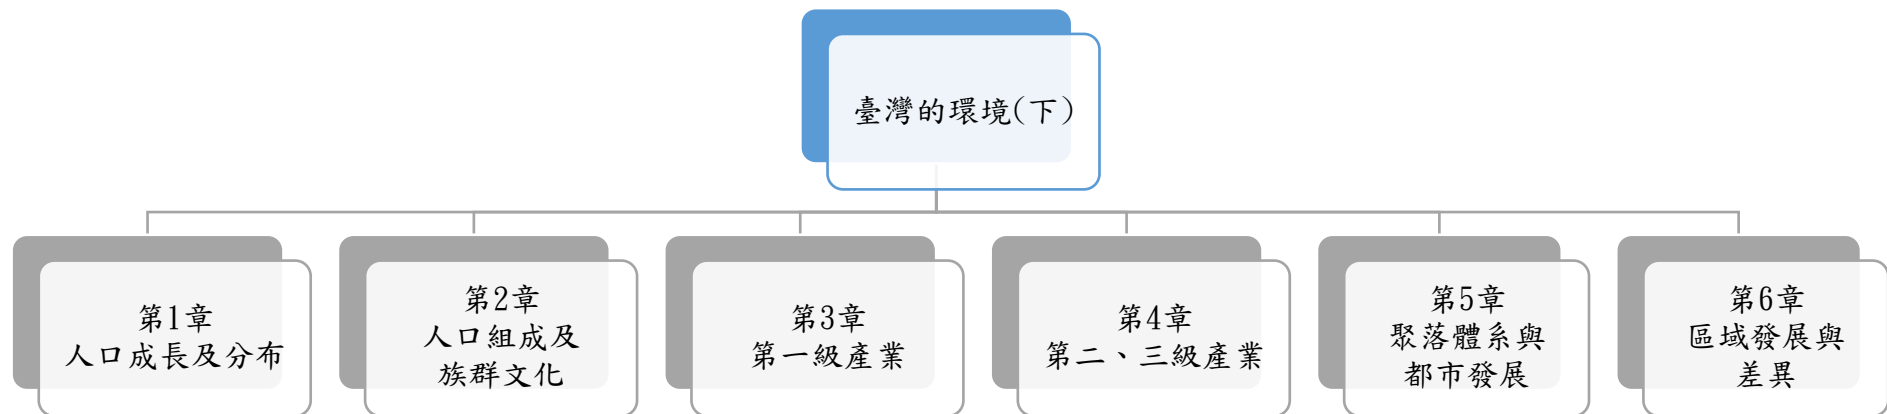 臺灣的環境(下)
第1章
人口成長及分布
第2章
人口組成及
族群文化
第3章
第一級產業
第4章
第二、三級產業
第5章
聚落體系與
都市發展
第6章
區域發展與
差異